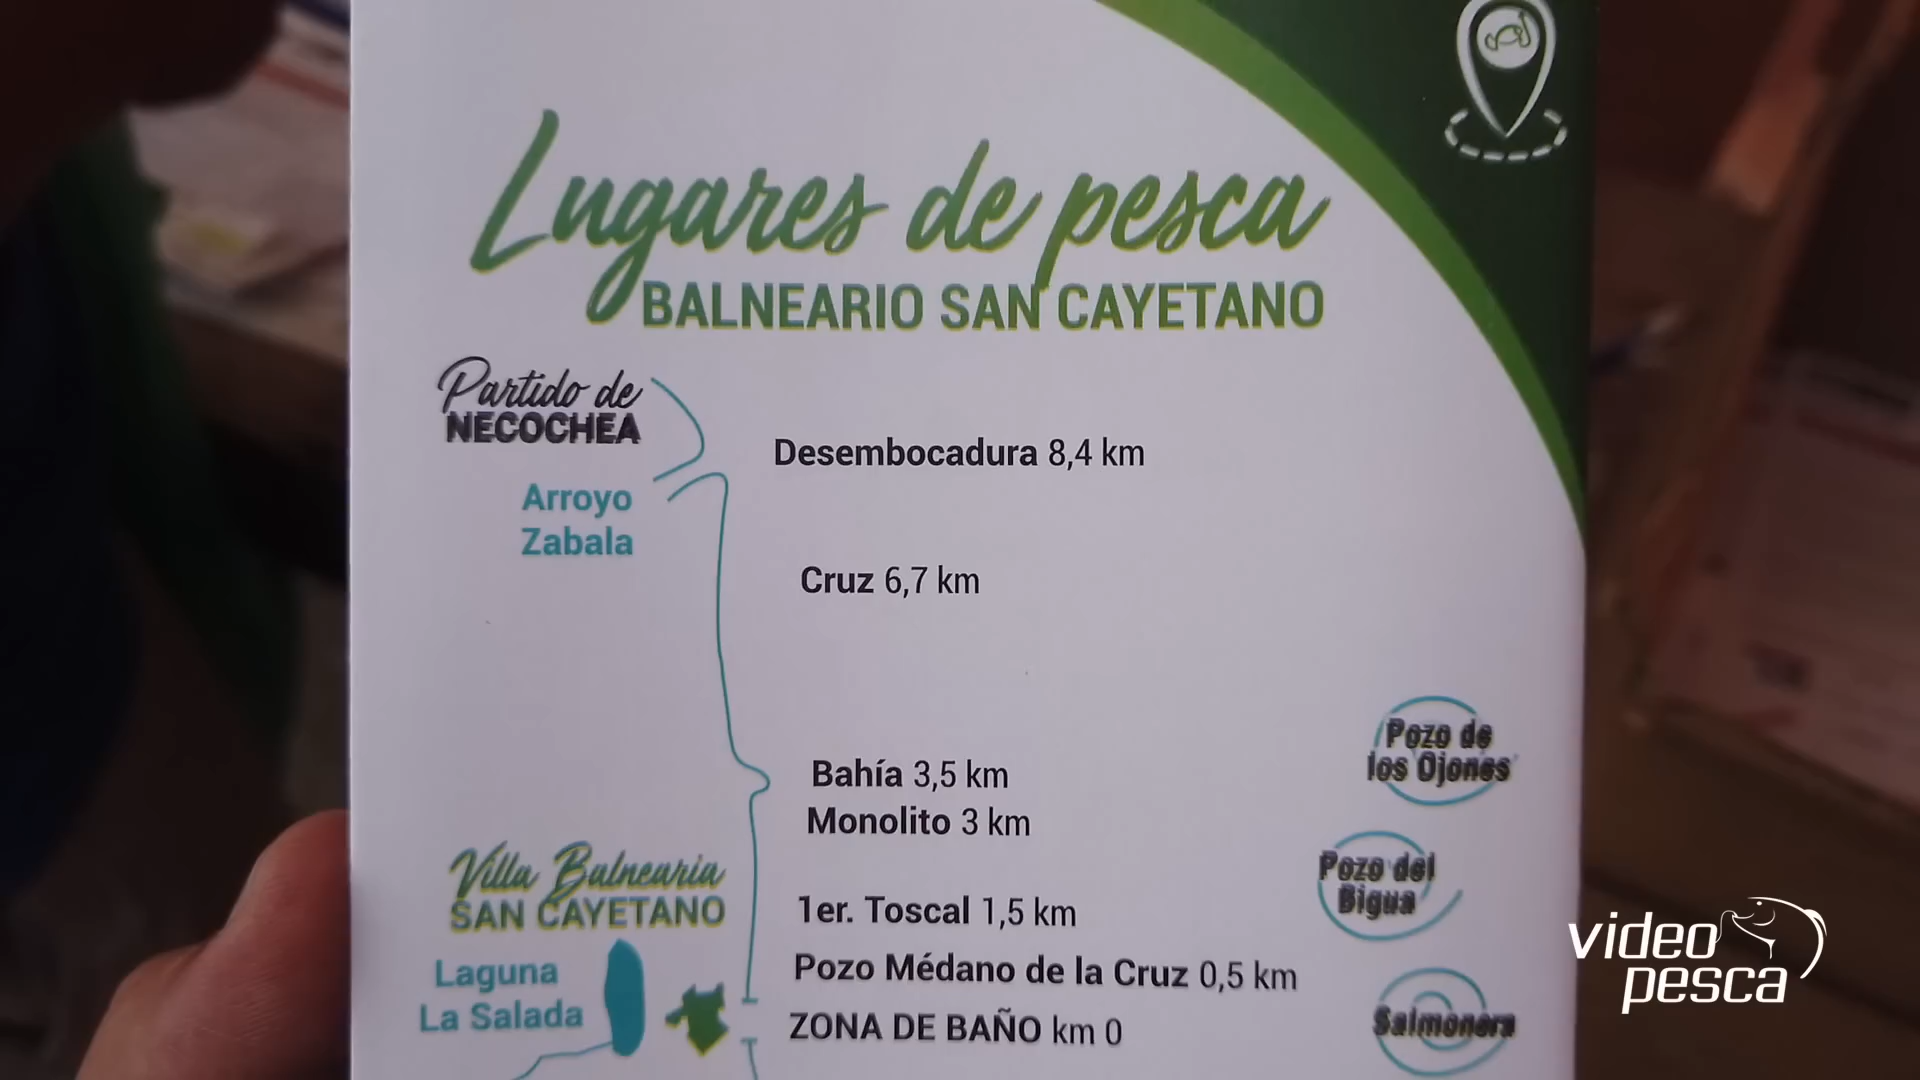 Lugares de pesca
BALNEARIO SAN CAYETANO
Partido de
NECOCHEA
Desembocadura 8,4 km
Arroyo
Zabala
Cruz 6,7 km
Pozo de
los Ojones
Bahía 3,5 km
Monolito 3 km
Pozo del
Bigua
Villa Balnearia
SAN CAYETANO
1er. Toscal 1,5 km
Laguna
La Salada
Pozo Médano de la Cruz 0,5 km
ZONA DE BAÑO km 0
Salmonera
video
pesca